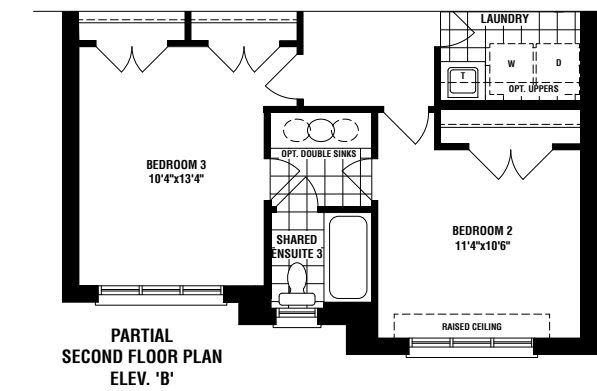 LAUNDRY
W
D
T
OPT. UPPERS
OPT. DOUBLE SINKS
BEDROOM 3
10'4"x13'4"
SHARED
ENSUITE 3
BEDROOM 2
11'4"x10'6"
RAISED CEILING
PARTIAL
SECOND FLOOR PLAN
ELEV. 'B'